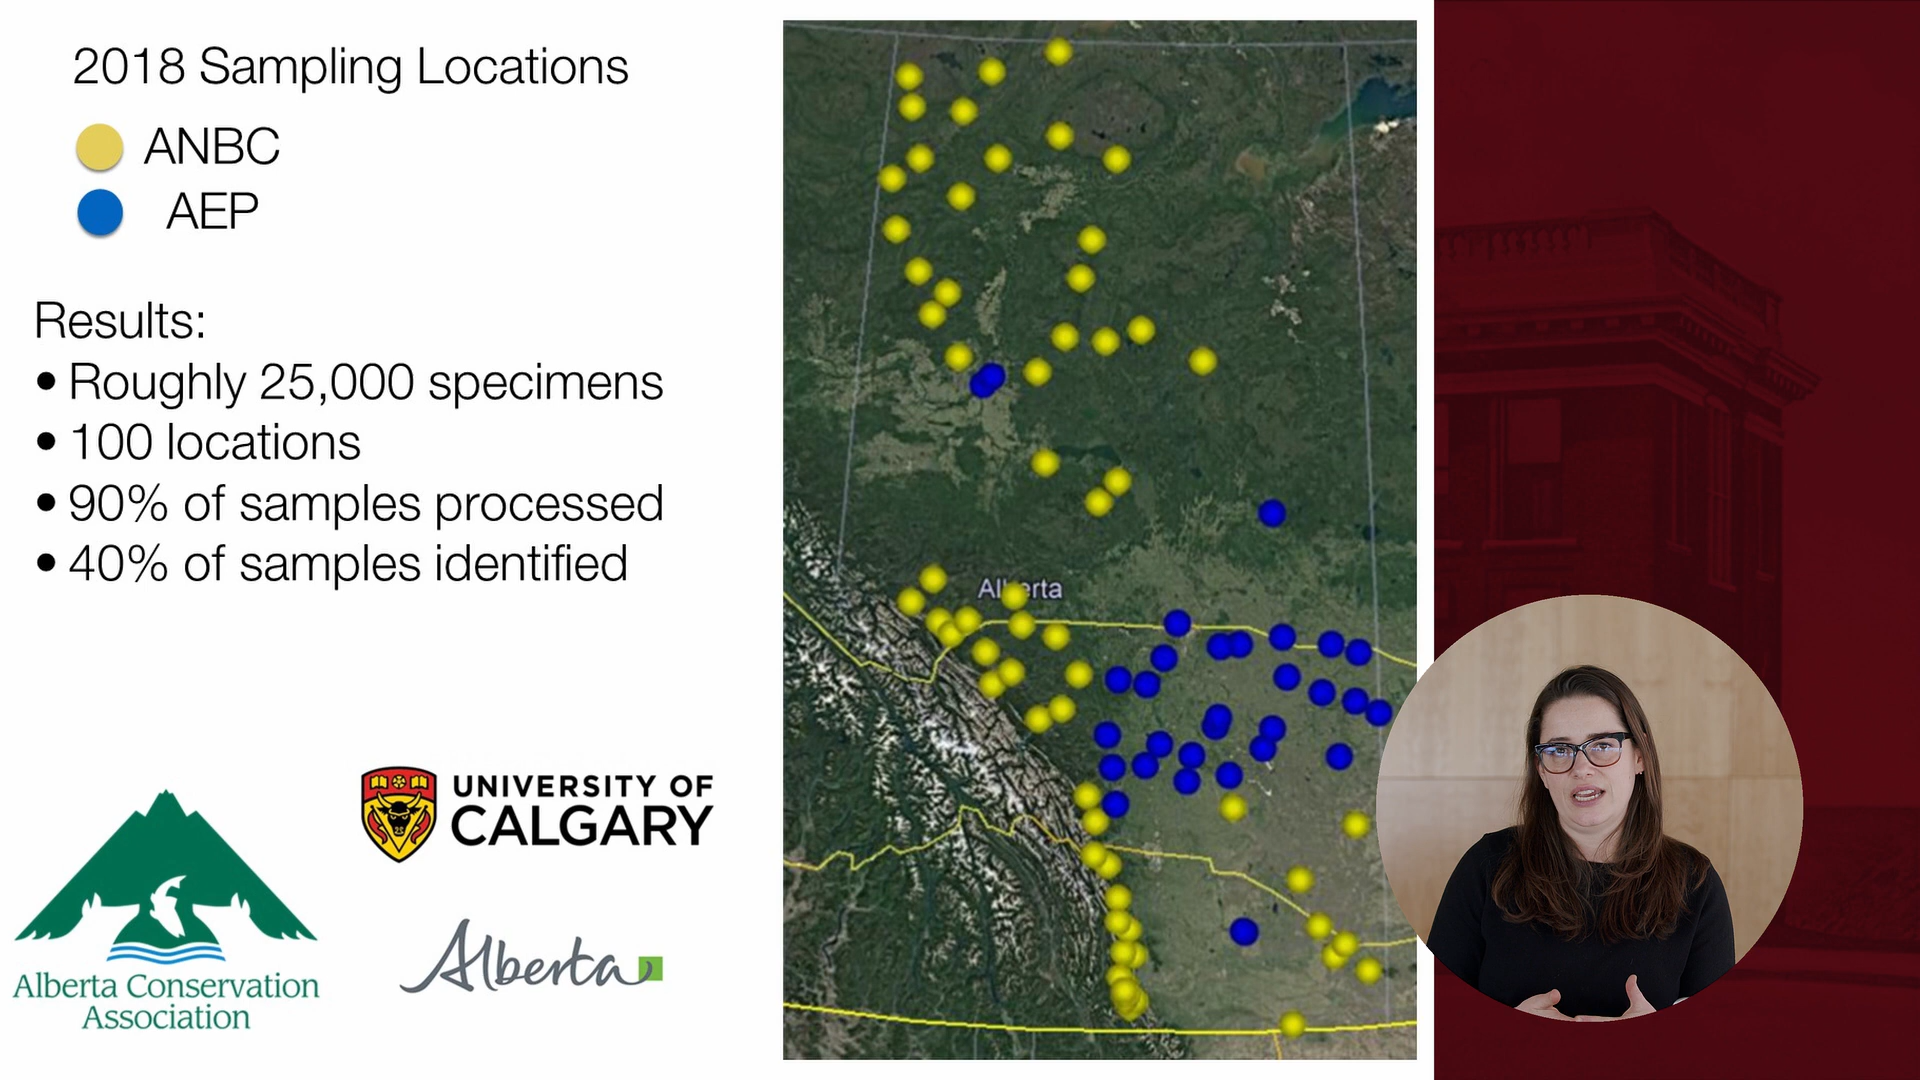 2018 Sampling Locations
ANBC
AEP
Results:
• Roughly 25,000 specimens
• 100 locations
• 90% of samples processed
• 40% of samples identified
UNIVERSITY OF
CALGARY
Alberta Conservation
Association
Alberta
Alberta